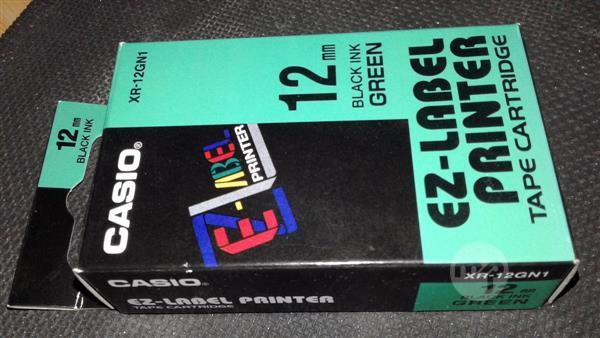 XR-12GN1
12 mm
BLACK INK
GREEN
EZ-LABEL
PRINTER
TAPE CARTRIDGE
CASIO®
EZ-LABEL
PRINTER
12 mm
BLACK INK
CASIO®
EZ-LABEL PRINTER
TAPE CARTRIDGE
XR-12GN1
12 mm
BLACK INK
GREEN